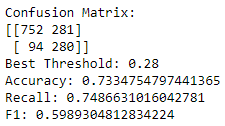 Confusion Matrix:
[[752 281]
 [ 94 280]]
Best Threshold: 0.28
Accuracy: 0.7334754797441365
Recall: 0.7486631016042781
F1: 0.5989304812834224